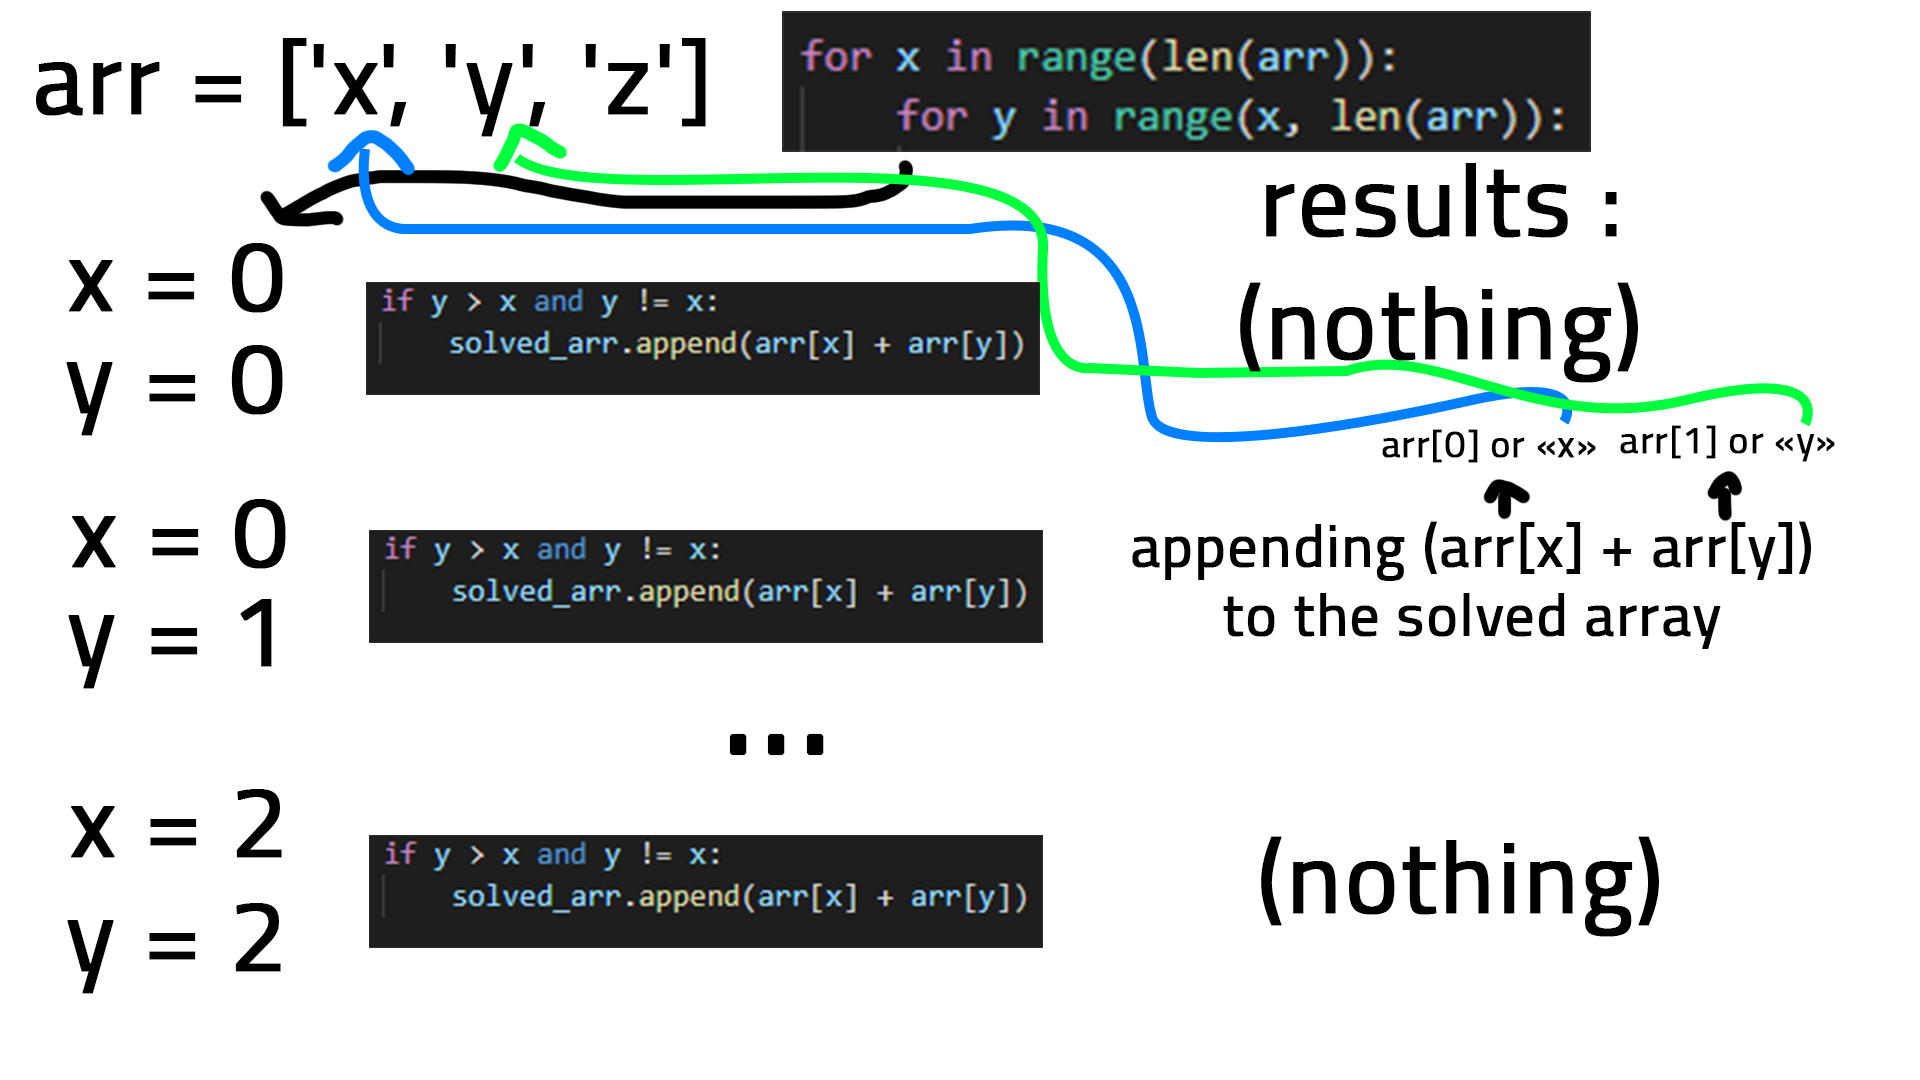 arr = ['x', 'y', 'z']
for x in range(len(arr)):
for y in range(x, len(arr)):
results :
x = 0
y = 0
if y > x and y != x:
solved_arr.append(arr[x] + arr[y])
(nothing)
arr[0] or «x» arr[1] or «y»
x = 0
y = 1
if y > x and y != x:
solved_arr.append(arr[x] + arr[y])
appending (arr[x] + arr[y])
to the solved array
...
x = 2
y = 2
if y > x and y != x:
solved_arr.append(arr[x] + arr[y])
(nothing)